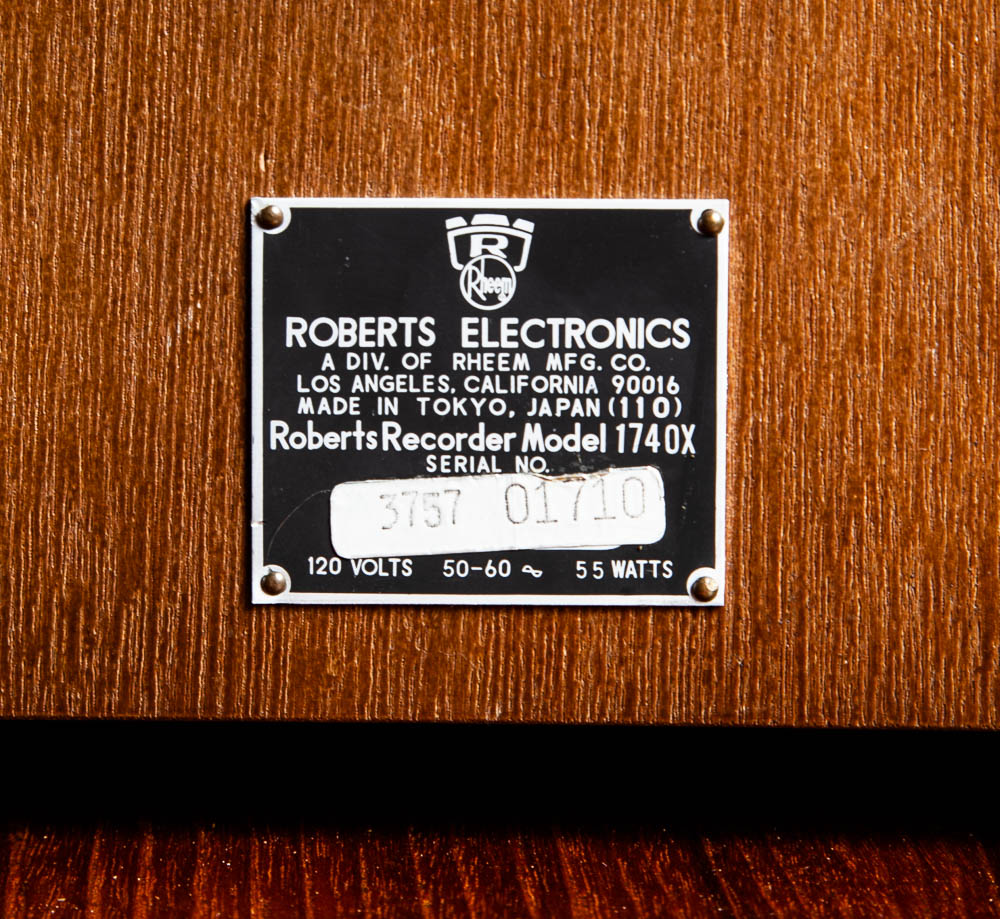 R
Rheem
ROBERTS ELECTRONICS
A DIV. OF RHEEM MFG. CO.
LOS ANGELES, CALIFORNIA 90016
MADE IN TOKYO, JAPAN (110)
Roberts Recorder Model 1740X
SERIAL NO.
3757 01710
120 VOLTS 50-60 ~ 55 WATTS